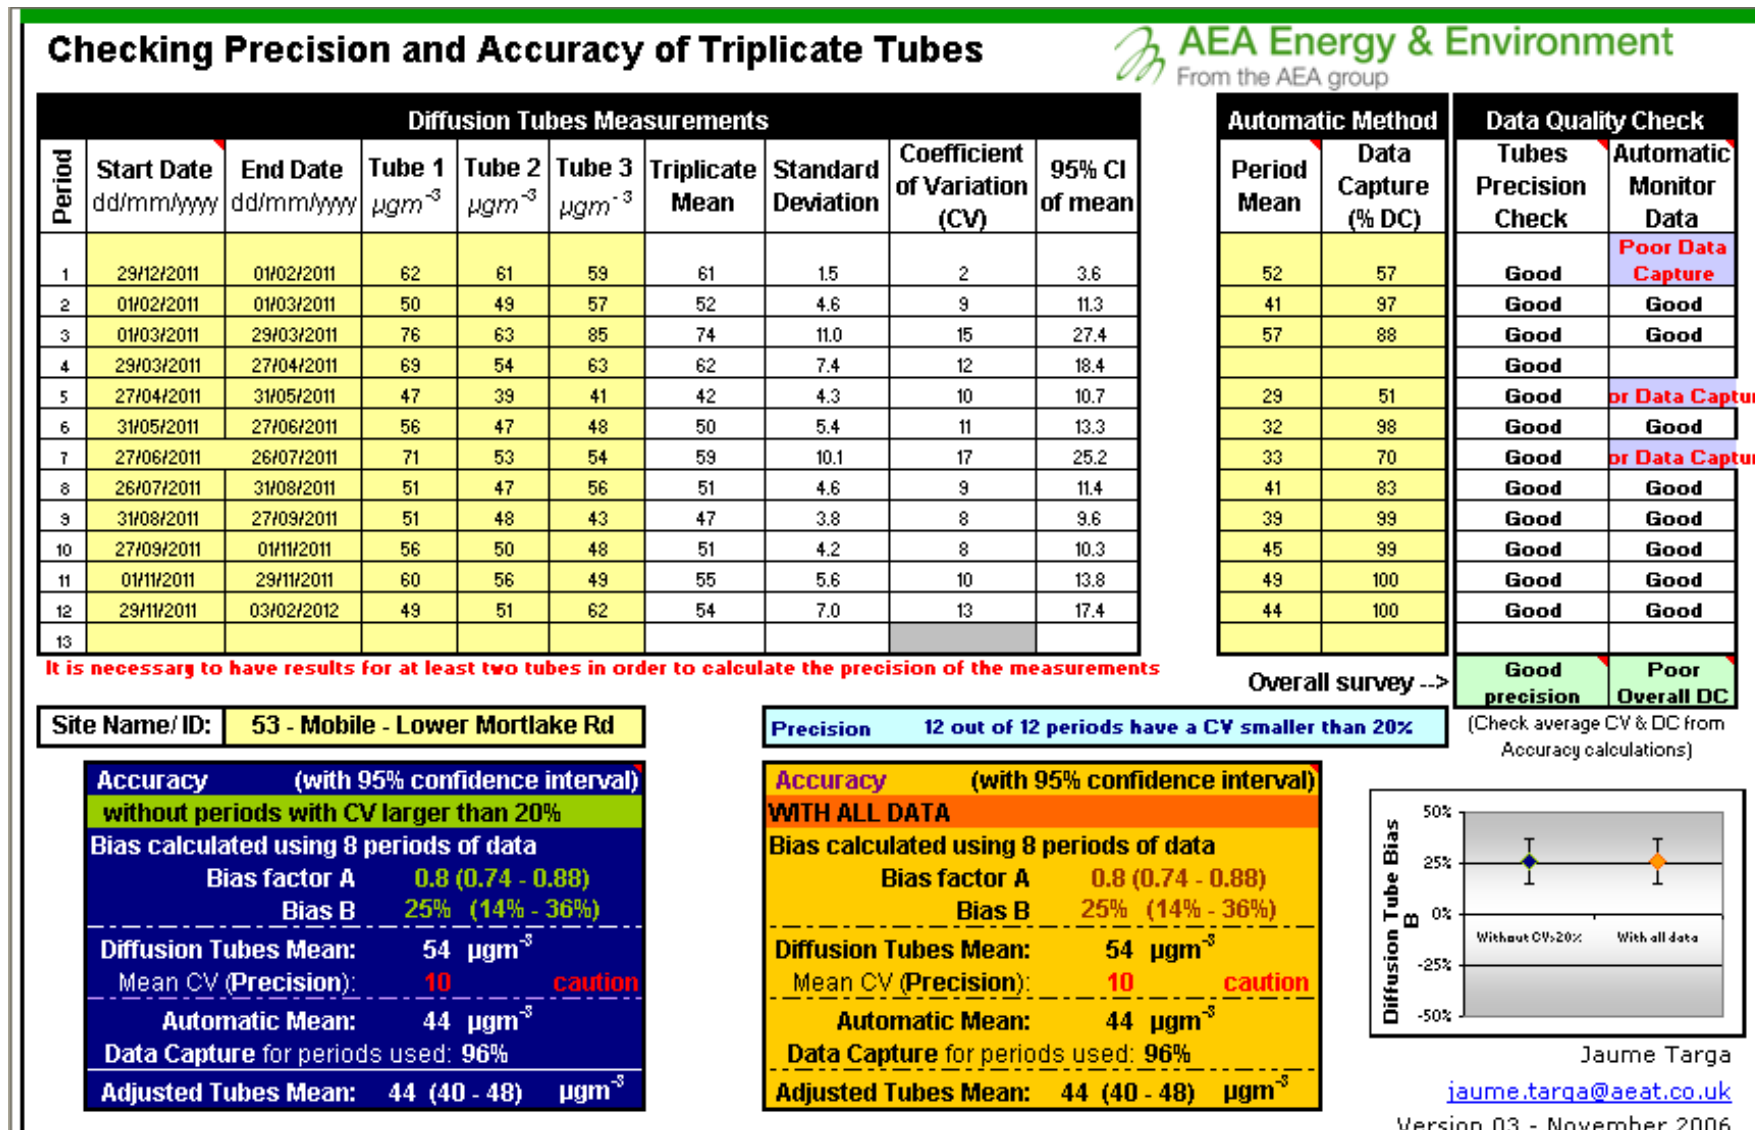 Checking Precision and Accuracy of Triplicate Tubes
AEA Energy & Environment
From the AEA group
Diffusion Tubes Measurements
Automatic Method
Data Quality Check
Period
Start Date dd/mm/yyyy
End Date dd/mm/yyyy
Tube 1 µgm-3
Tube 2 µgm-3
Tube 3 µgm-3
Triplicate Mean
Standard Deviation
Coefficient of Variation (CV)
95% CI of mean
Period Mean
Data Capture (% DC)
Tubes Precision Check
Automatic Monitor Data
1 29/12/2011 01/02/2011 62 61 59 61 1.5 2 3.6 52 57 Good Poor Data Capture
2 01/02/2011 01/03/2011 50 49 57 52 4.6 9 11.3 41 97 Good Good
3 01/03/2011 29/03/2011 76 63 85 74 11.0 15 27.4 57 88 Good Good
4 29/03/2011 27/04/2011 69 54 63 62 7.4 12 18.4 Good
5 27/04/2011 31/05/2011 47 39 41 42 4.3 10 10.7 29 51 Good or Data Captur
6 31/05/2011 27/06/2011 56 47 48 50 5.4 11 13.3 32 98 Good Good
7 27/06/2011 26/07/2011 71 53 54 59 10.1 17 25.2 33 70 Good or Data Captur
8 26/07/2011 31/08/2011 51 47 56 51 4.6 9 11.4 41 83 Good Good
9 31/08/2011 27/09/2011 51 48 43 47 3.8 8 9.6 39 99 Good Good
10 27/09/2011 01/11/2011 56 50 48 51 4.2 8 10.3 45 99 Good Good
11 01/11/2011 29/11/2011 60 56 49 55 5.6 10 13.8 49 100 Good Good
12 29/11/2011 03/02/2012 49 51 62 54 7.0 13 17.4 44 100 Good Good
13
It is necessary to have results for at least two tubes in order to calculate the precision of the measurements
Overall survey -->
Good precision
Poor Overall DC
(Check average CV & DC from
Accuracy calculations)
Site Name/ ID: 53 - Mobile - Lower Mortlake Rd
Precision 12 out of 12 periods have a CV smaller than 20%
Accuracy (with 95% confidence interval)
without periods with CV larger than 20%
Bias calculated using 8 periods of data
Bias factor A 0.8 (0.74 - 0.88)
Bias B 25% (14% - 36%)
Diffusion Tubes Mean: 54 µgm-3
Mean CV (Precision): 10 caution
Automatic Mean: 44 µgm-3
Data Capture for periods used: 96%
Adjusted Tubes Mean: 44 (40 - 48) µgm-3
Accuracy (with 95% confidence interval)
WITH ALL DATA
Bias calculated using 8 periods of data
Bias factor A 0.8 (0.74 - 0.88)
Bias B 25% (14% - 36%)
Diffusion Tubes Mean: 54 µgm-3
Mean CV (Precision): 10 caution
Automatic Mean: 44 µgm-3
Data Capture for periods used: 96%
Adjusted Tubes Mean: 44 (40 - 48) µgm-3
Diffusion Tube Bias B
50%
25%
0%
-25%
-50%
Without CV>20%
With all data
Jaume Targa
jaume.targa@aeat.co.uk
Version 03 - November 2006